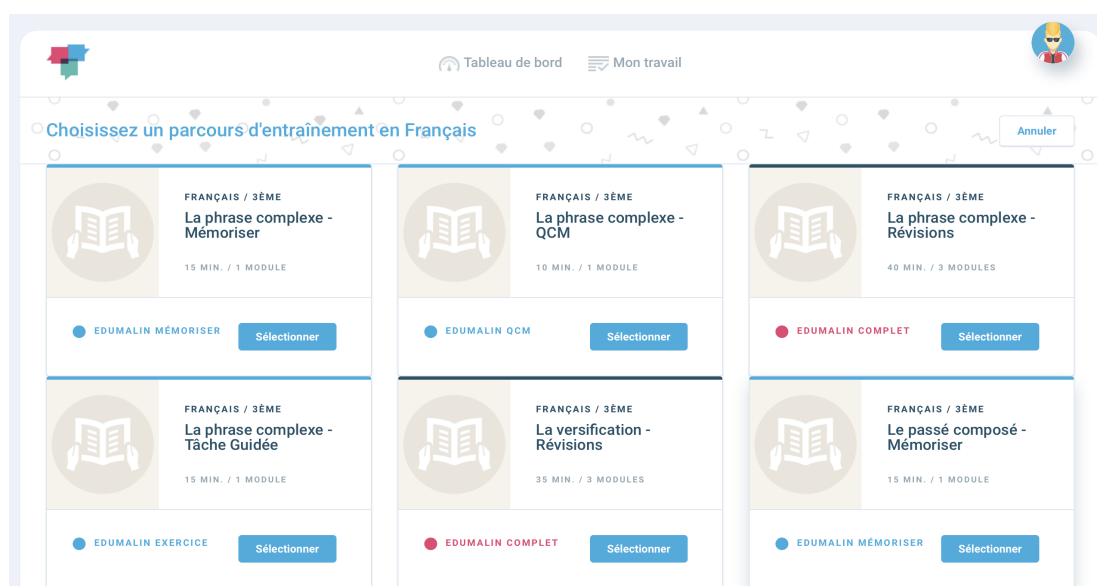 Tableau de bord
Mon travail
Choisissez un parcours d'entraînement en Français
Annuler
FRANÇAIS / 3ÈME
La phrase complexe -
Mémoriser
15 MIN. / 1 MODULE
EDUMALIN MÉMORISER
Sélectionner
FRANÇAIS / 3ÈME
La phrase complexe -
QCM
10 MIN. / 1 MODULE
EDUMALIN QCM
Sélectionner
FRANÇAIS / 3ÈME
La phrase complexe -
Révisions
40 MIN. / 3 MODULES
EDUMALIN COMPLET
Sélectionner
FRANÇAIS / 3ÈME
La phrase complexe -
Tâche Guidée
15 MIN. / 1 MODULE
EDUMALIN EXERCICE
Sélectionner
FRANÇAIS / 3ÈME
La versification -
Révisions
35 MIN. / 3 MODULES
EDUMALIN COMPLET
Sélectionner
FRANÇAIS / 3ÈME
Le passé composé -
Mémoriser
15 MIN. / 1 MODULE
EDUMALIN MÉMORISER
Sélectionner